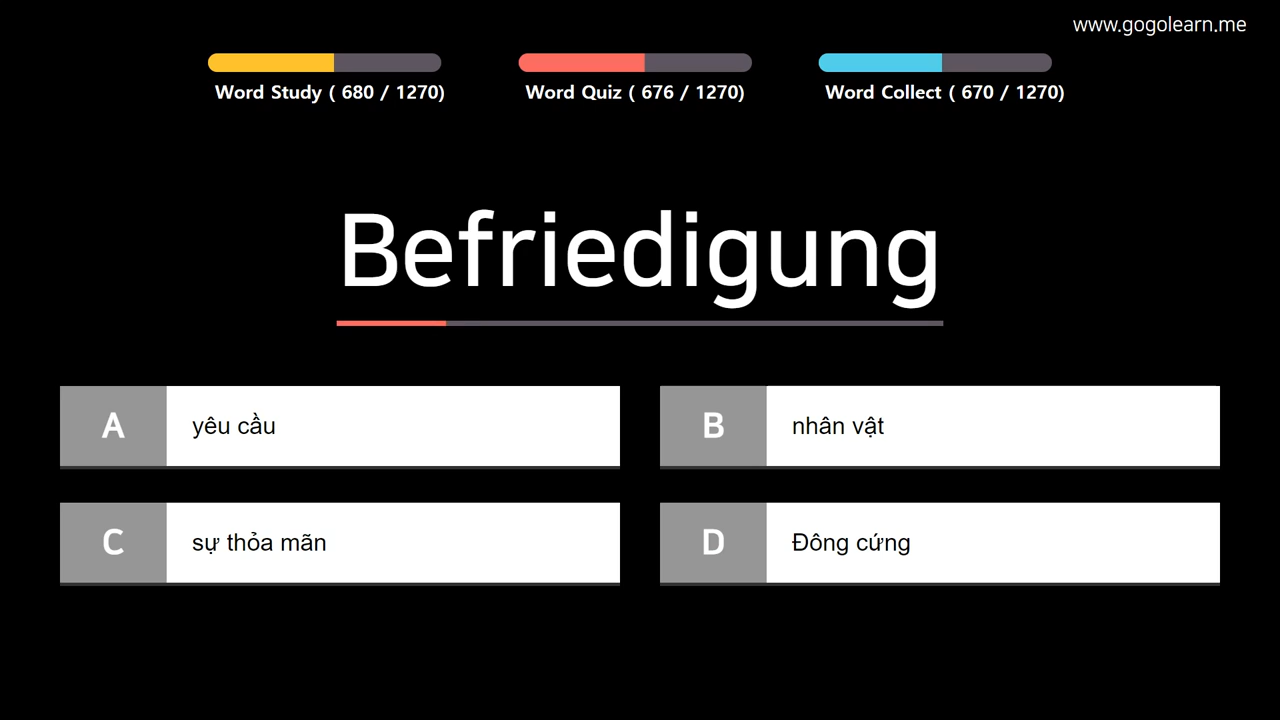 www.gogolearn.me
Word Study ( 680 / 1270)
Word Quiz ( 676 / 1270)
Word Collect ( 670 / 1270)
Befriedigung
A yêu cầu
B nhân vật
C sự thỏa mãn
D Đông cứng